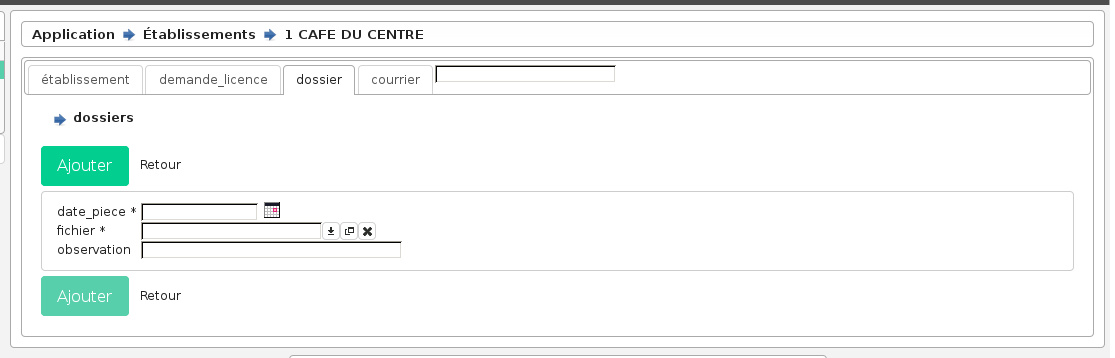 Application Établissements 1 CAFE DU CENTRE
établissement demande_licence dossier courrier
dossiers
Ajouter Retour
date_piece *
fichier *
observation
Ajouter Retour